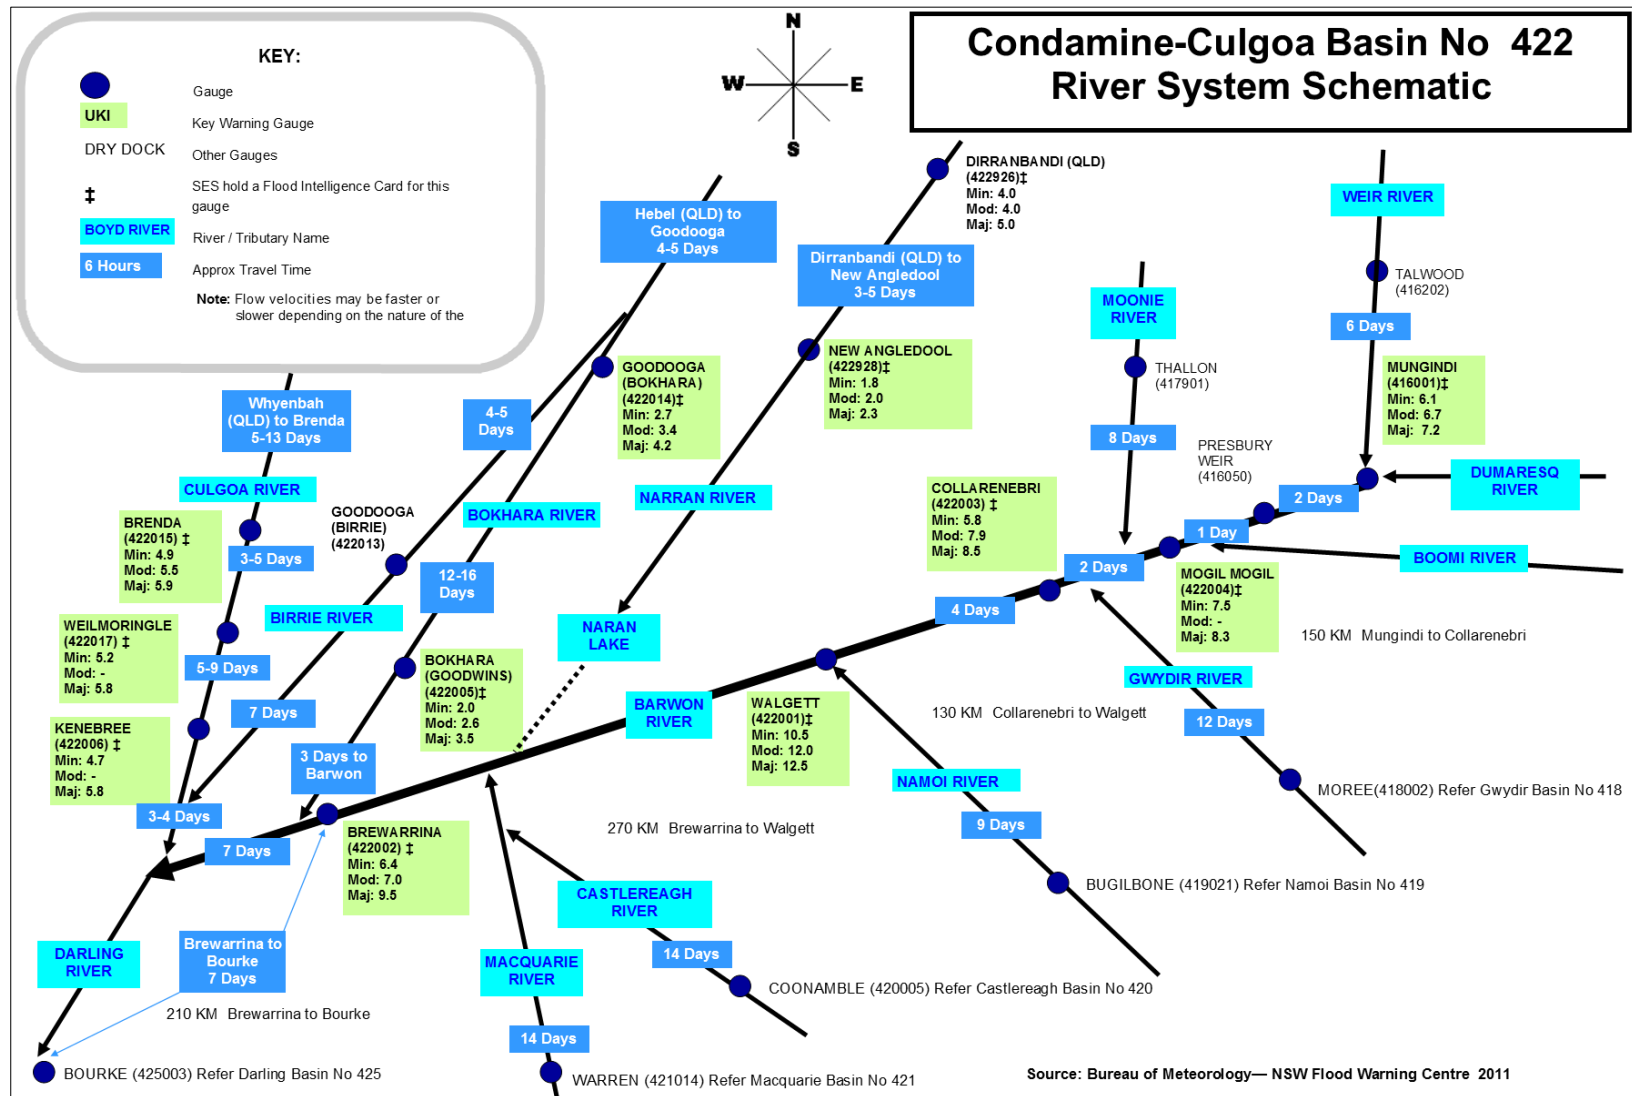 Condamine-Culgoa Basin No 422
River System Schematic
KEY:
Gauge
UKI
Key Warning Gauge
DRY DOCK
Other Gauges
‡
SES hold a Flood Intelligence Card for this
gauge
BOYD RIVER
River / Tributary Name
6 Hours
Approx Travel Time
Note: Flow velocities may be faster or
slower depending on the nature of the
N
W
E
S
Hebel (QLD) to
Goodooga
4-5 Days
DIRRANBANDI (QLD)
(422926)‡
Min: 4.0
Mod: 4.0
Maj: 5.0
Dirranbandi (QLD) to
New Angledool
3-5 Days
WEIR RIVER
TALWOOD
(416202)
6 Days
MOONIE
RIVER
THALLON
(417901)
8 Days
MUNGINDI
(416001)‡
Min: 6.1
Mod: 6.7
Maj: 7.2
NEW ANGLEDOOL
(422928)‡
Min: 1.8
Mod: 2.0
Maj: 2.3
GOODOOGA
(BOKHARA)
(422014)‡
Min: 2.7
Mod: 3.4
Maj: 4.2
Whyenbah
(QLD) to Brenda
5-13 Days
4-5
Days
CULGOA RIVER
BRENDA
(422015) ‡
Min: 4.9
Mod: 5.5
Maj: 5.9
3-5 Days
GOODOOGA
(BIRRIE)
(422013)
BOKHARA RIVER
NARRAN RIVER
COLLARENEBRI
(422003) ‡
Min: 5.8
Mod: 7.9
Maj: 8.5
PRESBURY
WEIR
(416050)
2 Days
DUMARESQ
RIVER
1 Day
BOOMI RIVER
2 Days
MOGIL MOGIL
(422004)‡
Min: 7.5
Mod: -
Maj: 8.3
150 KM Mungindi to Collarenebri
12-16
Days
BIRRIE RIVER
WEILMORINGLE
(422017) ‡
Min: 5.2
Mod: -
Maj: 5.8
5-9 Days
NARAN
LAKE
4 Days
BOKHARA
(GOODWINS)
(422005)‡
Min: 2.0
Mod: 2.6
Maj: 3.5
GWYDIR RIVER
12 Days
7 Days
BARWON
RIVER
WALGETT
(422001)‡
Min: 10.5
Mod: 12.0
Maj: 12.5
130 KM Collarenebri to Walgett
KENEBREE
(422006) ‡
Min: 4.7
Mod: -
Maj: 5.8
3 Days to
Barwon
NAMOI RIVER
MOREE(418002) Refer Gwydir Basin No 418
3-4 Days
9 Days
270 KM Brewarrina to Walgett
BREWARRINA
(422002) ‡
Min: 6.4
Mod: 7.0
Maj: 9.5
7 Days
CASTLEREAGH
RIVER
BUGILBONE (419021) Refer Namoi Basin No 419
DARLING
RIVER
Brewarrina to
Bourke
7 Days
MACQUARIE
RIVER
14 Days
COONAMBLE (420005) Refer Castlereagh Basin No 420
210 KM Brewarrina to Bourke
14 Days
BOURKE (425003) Refer Darling Basin No 425
WARREN (421014) Refer Macquarie Basin No 421
Source: Bureau of Meteorology— NSW Flood Warning Centre 2011